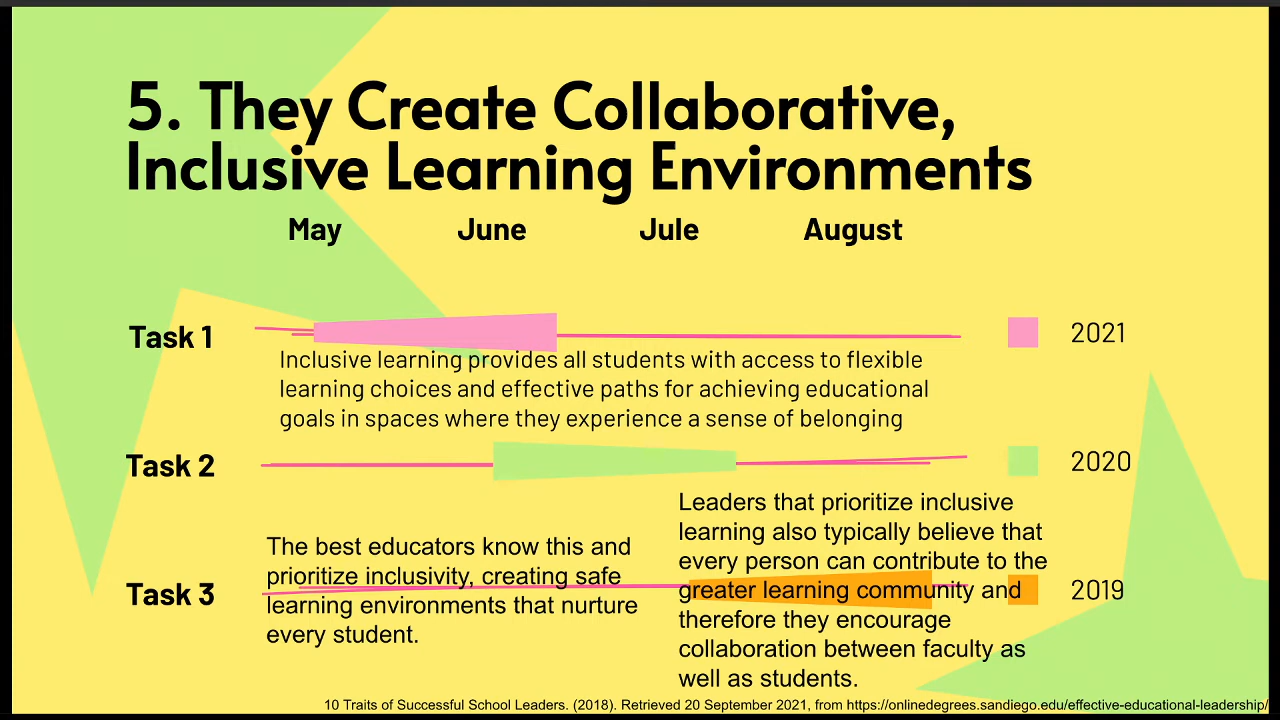 5. They Create Collaborative,
Inclusive Learning Environments
May June Jule August
Task 1
2021
Inclusive learning provides all students with access to flexible
learning choices and effective paths for achieving educational
goals in spaces where they experience a sense of belonging
Task 2
2020
The best educators know this and
prioritize inclusivity, creating safe
learning environments that nurture
every student.
Leaders that prioritize inclusive
learning also typically believe that
every person can contribute to the
greater learning community and
therefore they encourage
collaboration between faculty as
well as students.
Task 3
2019
10 Traits of Successful School Leaders. (2018). Retrieved 20 September 2021, from https://onlinedegrees.sandiego.edu/effective-educational-leadership/